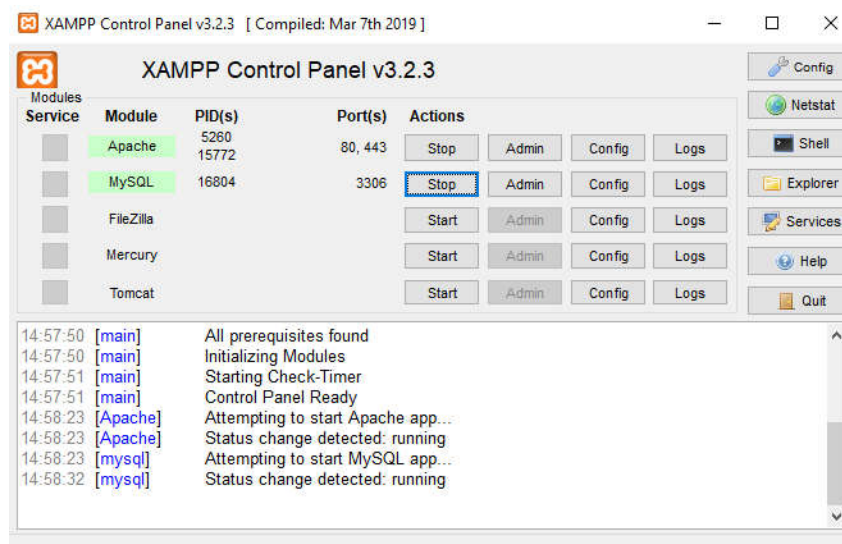 XAMPP Control Panel v3.2.3 [ Compiled: Mar 7th 2019 ]
XAMPP Control Panel v3.2.3
Config
Modules
Service Module PID(s) Port(s) Actions
Netstat
Apache 5260 15772 80, 443 Stop Admin Config Logs
Shell
MySQL 16804 3306 Stop Admin Config Logs
Explorer
FileZilla Start Admin Config Logs
Services
Mercury Start Admin Config Logs
Help
Tomcat Start Admin Config Logs
Quit
14:57:50 [main] All prerequisites found
14:57:50 [main] Initializing Modules
14:57:51 [main] Starting Check-Timer
14:57:51 [main] Control Panel Ready
14:58:23 [Apache] Attempting to start Apache app...
14:58:23 [Apache] Status change detected: running
14:58:23 [mysql] Attempting to start MySQL app...
14:58:32 [mysql] Status change detected: running